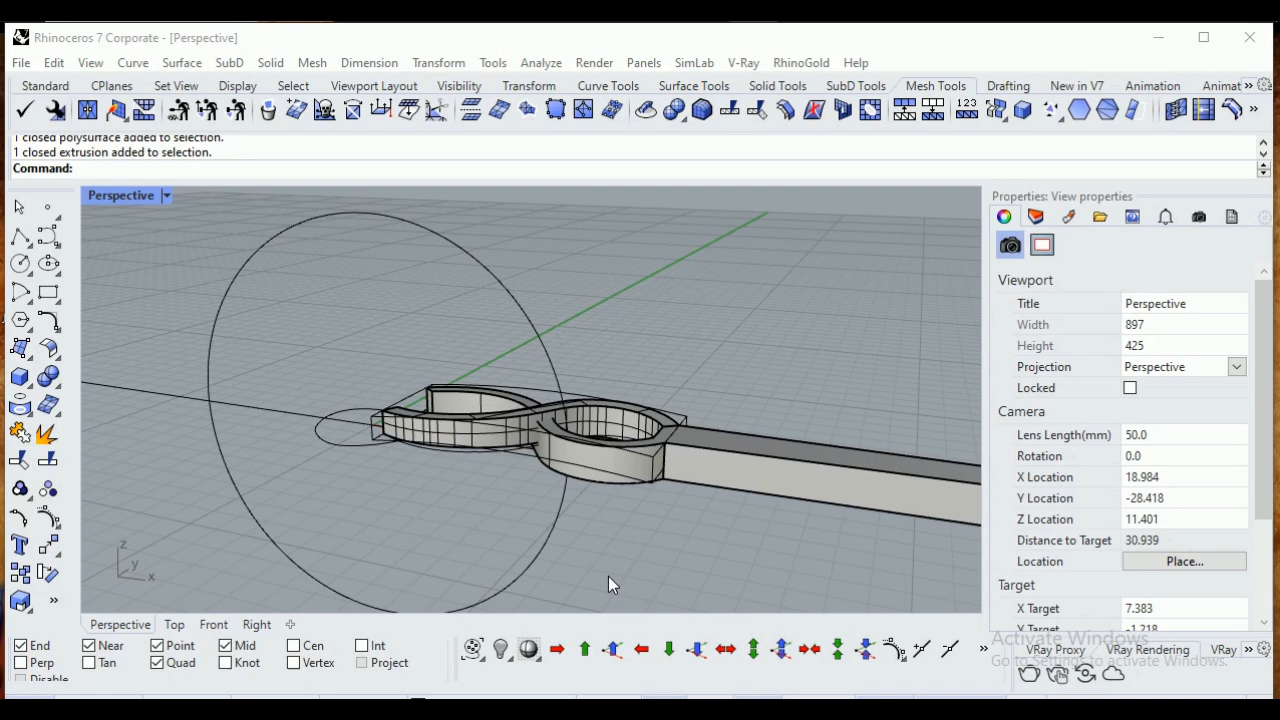 Rhinoceros 7 Corporate - [Perspective]
File Edit View Curve Surface SubD Solid Mesh Dimension Transform Tools Analyze Render Panels SimLab V-Ray RhinoGold Help
Standard CPlanes Set View Display Select Viewport Layout Visibility Transform Curve Tools Surface Tools Solid Tools SubD Tools Mesh Tools Drafting New in V7 Animation Animat »
123 »
1 closed polysurface added to selection.
1 closed extrusion added to selection.
Command:
Perspective
Properties: View properties
Viewport
Title Perspective
Width 897
Height 425
Projection Perspective
Locked
Camera
Lens Length(mm) 50.0
Rotation 0.0
X Location 18.984
Y Location -28.418
Z Location 11.401
Distance to Target 30.939
Location Place...
Target
X Target 7.383
Y Target -1.218
z
y
x
»
Perspective Top Front Right
End Near Point Mid Cen Int
Perp Tan Quad Knot Vertex Project
Disable
»
Activate Windows
Go to Settings to activate Windows.
VRay Proxy VRay Rendering VRay »